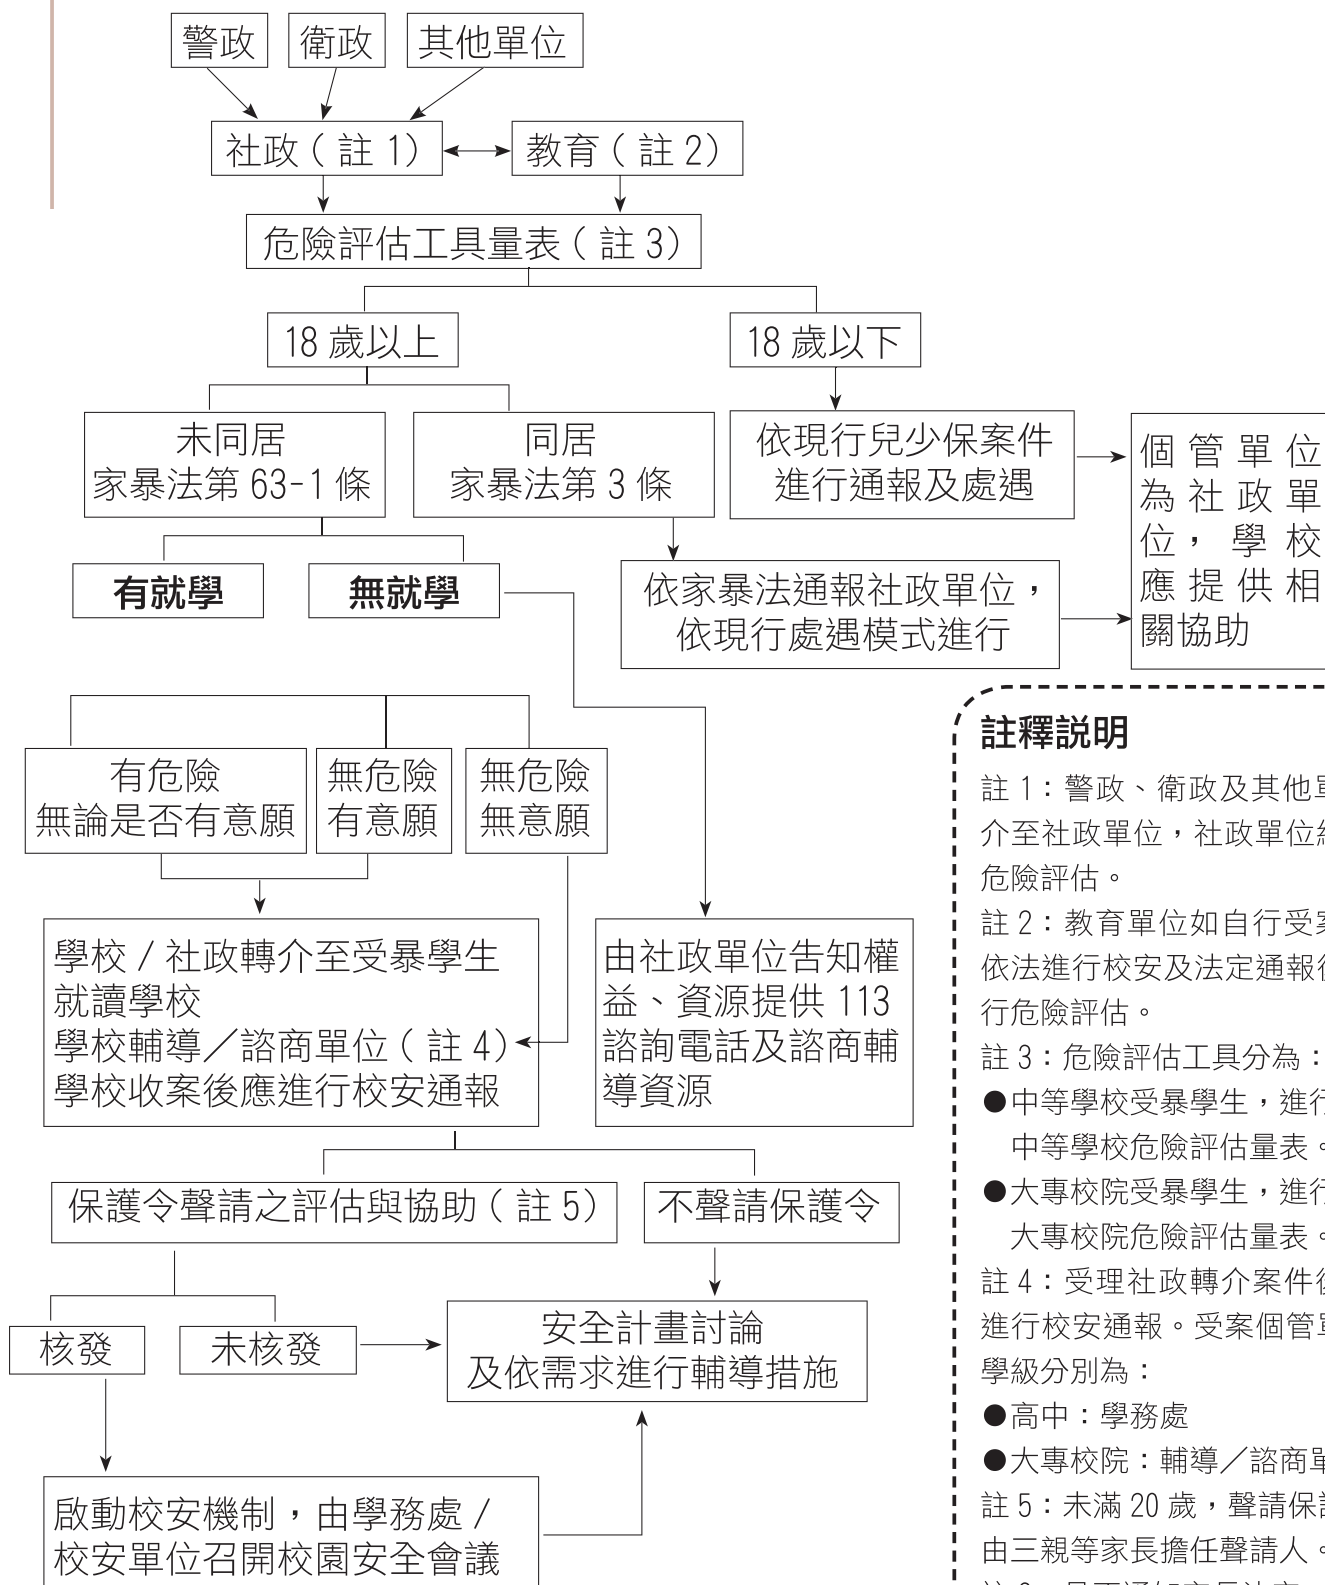 警政
衛政
其他單位
社政（註 1）
教育（註 2）
危險評估工具量表（註 3）
18 歲以上
18 歲以下
未同居
家暴法第 63-1 條
同居
家暴法第 3 條
依現行兒少保案件
進行通報及處遇
個管單位
為社政單
位，學校
應提供相
關協助
有就學
無就學
依家暴法通報社政單位，
依現行處遇模式進行
有危險
無論是否有意願
無危險
有意願
無危險
無意願
學校 / 社政轉介至受暴學生
就讀學校
學校輔導／諮商單位（註 4）
學校收案後應進行校安通報
由社政單位告知權
益、資源提供 113
諮詢電話及諮商輔
導資源
保護令聲請之評估與協助（註 5）
不聲請保護令
核發
未核發
安全計畫討論
及依需求進行輔導措施
啟動校安機制，由學務處 /
校安單位召開校園安全會議
註釋説明
註 1：警政、衛政及其他
介至社政單位，社政單位
危險評估。
註 2：教育單位如自行受
依法進行校安及法定通報
行危險評估。
註 3：危險評估工具分為：
●中等學校受暴學生，進
中等學校危險評估量表。
●大專校院受暴學生，進
大專校院危險評估量表。
註 4：受理社政轉介案件
進行校安通報。受案個管
學級分別為：
●高中：學務處
●大專校院：輔導／諮商
註 5：未滿 20 歲，聲請保
由三親等家長擔任聲請人。